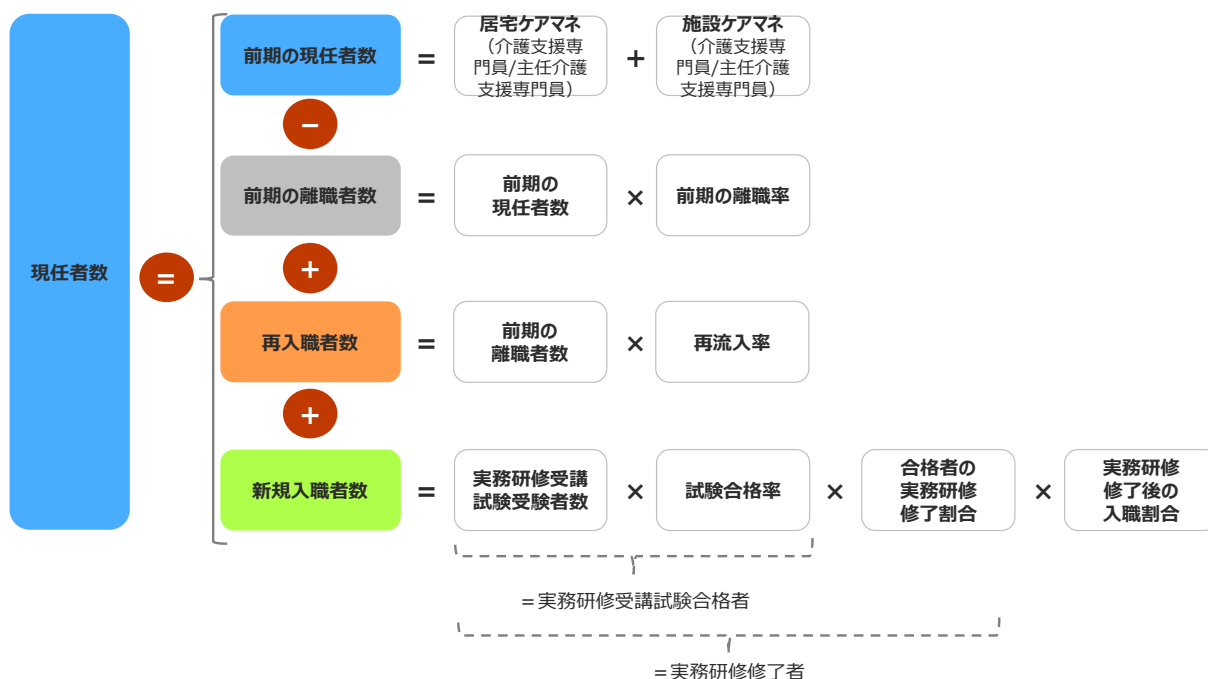 現任者数
=
前期の現任者数
=
居宅ケアマネ
（介護支援専
門員/主任介護
支援専門員）
+
施設ケアマネ
（介護支援専
門員/主任介護
支援専門員）
−
前期の離職者数
=
前期の
現任者数
×
前期の離職率
+
再入職者数
=
前期の
離職者数
×
再流入率
+
新規入職者数
=
実務研修受講
試験受験者数
×
試験合格率
×
合格者の
実務研修
修了割合
×
実務研修
修了後の
入職割合
＝実務研修受講試験合格者
＝実務研修修了者